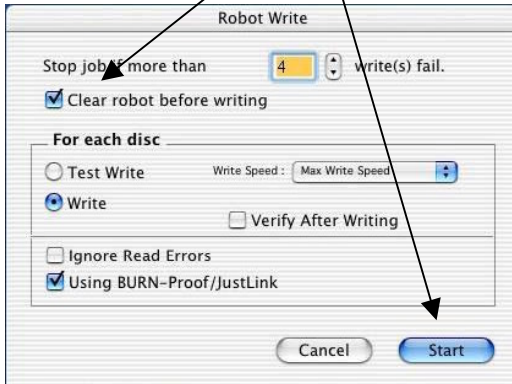 Robot Write
Stop job if more than 4 write(s) fail.
Clear robot before writing
For each disc
Test Write Write Speed : Max Write Speed
Write
Verify After Writing
Ignore Read Errors
Using BURN-Proof/JustLink
Cancel Start